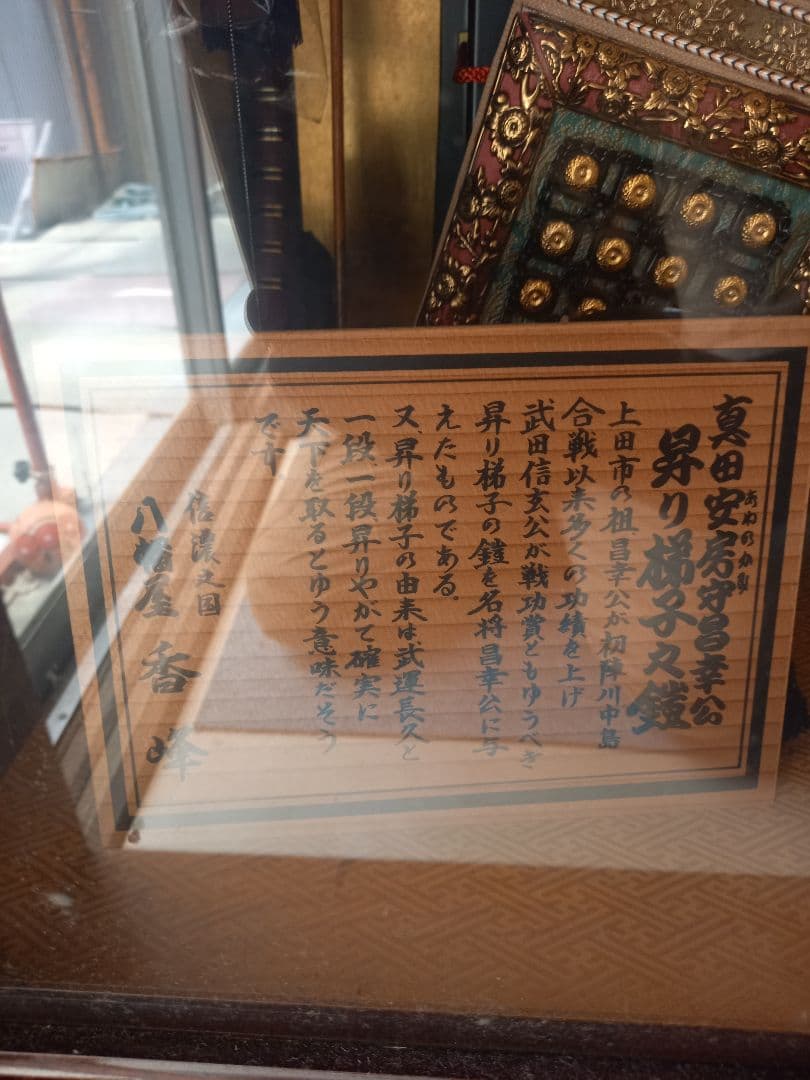 真田安房守昌幸公
あわのかみ
昇り梯子之鎧
上田市の祖昌幸公が初陣川中島
合戦以来多くの功績を上げ
武田信玄公が戦功賞ともゆうべき
昇り梯子の鎧を名将昌幸公に与
えたものである。
又、昇り梯子の由来は、武運長久と
一段、一段昇りやがて確実に
天下を取るとゆう意味だそう
です、
信濃之国
八幡屋 香峰